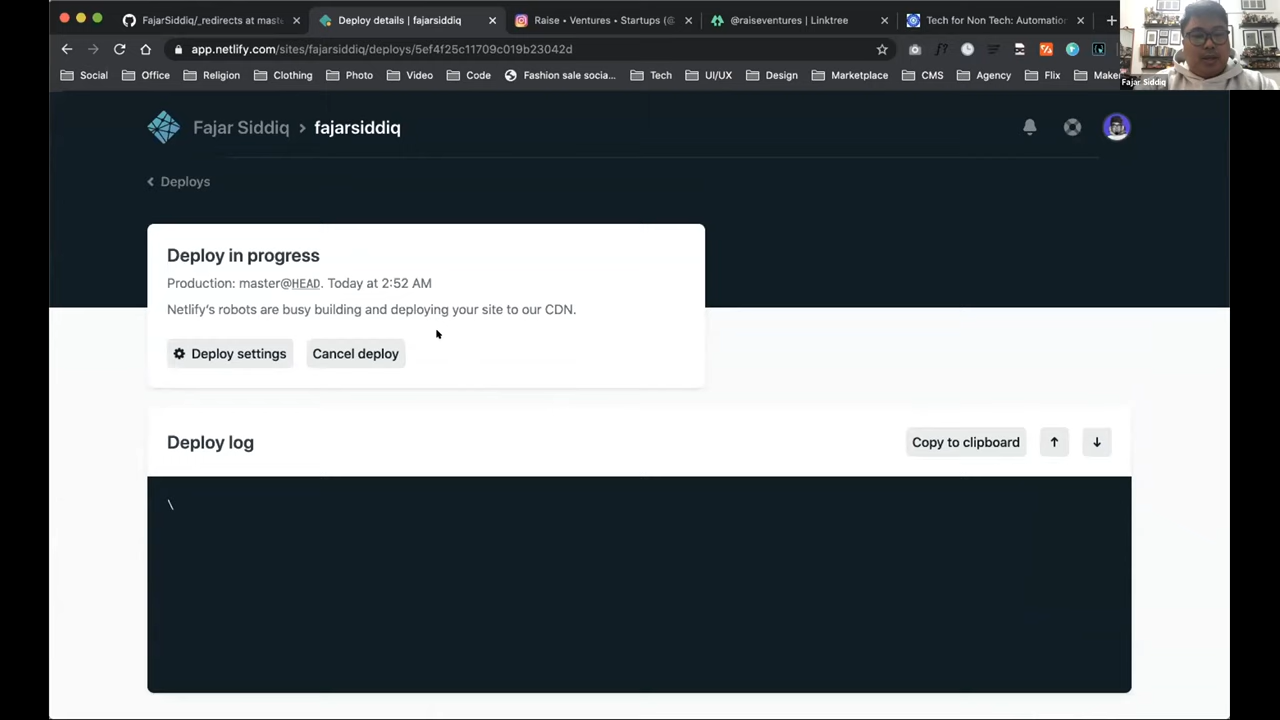 FajarSiddiq/_redirects at mast
Deploy details | fajarsiddiq
Raise • Ventures • Startups (@
@raiseventures | Linktree
Tech for Non Tech: Automation
app.netlify.com/sites/fajarsiddiq/deploys/5ef4f25c11709c019b23042d
Social
Office
Religion
Clothing
Photo
Video
Code
Fashion sale socia...
Tech
UI/UX
Design
Marketplace
CMS
Agency
Flix
Maker
Fajar Siddiq
Fajar Siddiq > fajarsiddiq
Deploys
Deploy in progress
Production: master@HEAD. Today at 2:52 AM
Netlify's robots are busy building and deploying your site to our CDN.
Deploy settings
Cancel deploy
Deploy log
Copy to clipboard
\